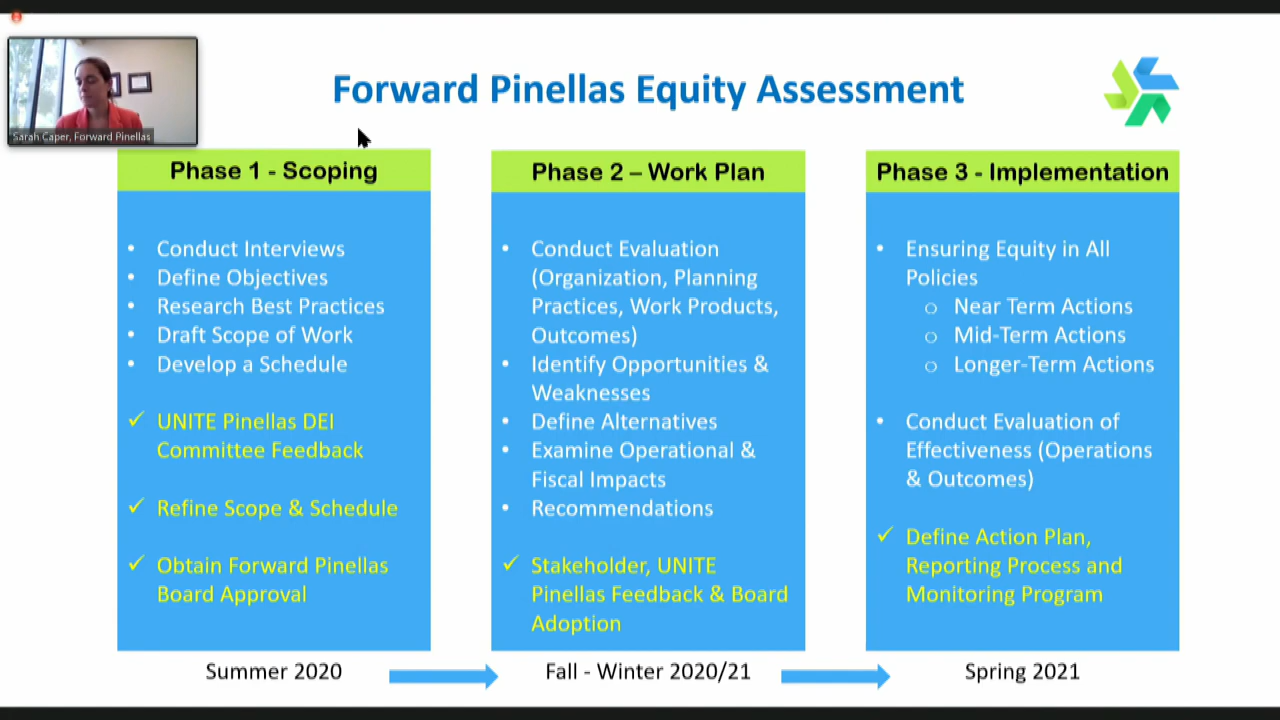 Forward Pinellas Equity Assessment
Sarah Caper, Forward Pinellas
Phase 1 - Scoping
• Conduct Interviews
• Define Objectives
• Research Best Practices
• Draft Scope of Work
• Develop a Schedule
✓ UNITE Pinellas DEI
Committee Feedback
✓ Refine Scope & Schedule
✓ Obtain Forward Pinellas
Board Approval
Summer 2020
Phase 2 – Work Plan
• Conduct Evaluation
(Organization, Planning
Practices, Work Products,
Outcomes)
• Identify Opportunities &
Weaknesses
• Define Alternatives
• Examine Operational &
Fiscal Impacts
• Recommendations
✓ Stakeholder, UNITE
Pinellas Feedback & Board
Adoption
Fall - Winter 2020/21
Phase 3 - Implementation
• Ensuring Equity in All
Policies
o Near Term Actions
o Mid-Term Actions
o Longer-Term Actions
• Conduct Evaluation of
Effectiveness (Operations
& Outcomes)
✓ Define Action Plan,
Reporting Process and
Monitoring Program
Spring 2021